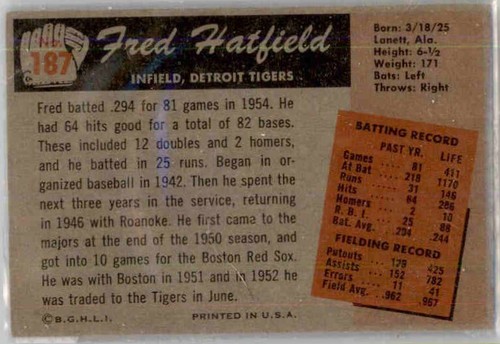 No.
187
Fred Hatfield
INFIELD, DETROIT TIGERS
Born: 3/18/25
Lanett, Ala.
Height: 6-½
Weight: 171
Bats: Left
Throws: Right
Fred batted .294 for 81 games in 1954. He
had 64 hits good for a total of 82 bases.
These included 12 doubles and 2 homers,
and he batted in 25 runs. Began in or-
ganized baseball in 1942. Then he spent the
next three years in the service, returning
in 1946 with Roanoke. He first came to the
majors at the end of the 1950 season, and
got into 10 games for the Boston Red Sox.
He was with Boston in 1951 and in 1952 he
was traded to the Tigers in June.
©B.G.H.L.I. PRINTED IN U.S.A.
BATTING RECORD
PAST YR. LIFE
Games 81 411
At Bat 218 1170
Runs 31 146
Hits 64 286
Homers 2 10
R. B. I. 25 88
Bat. Avg. .294 .244
FIELDING RECORD
Putouts 129 425
Assists 152 782
Errors 11 41
Field Avg. .962 .967